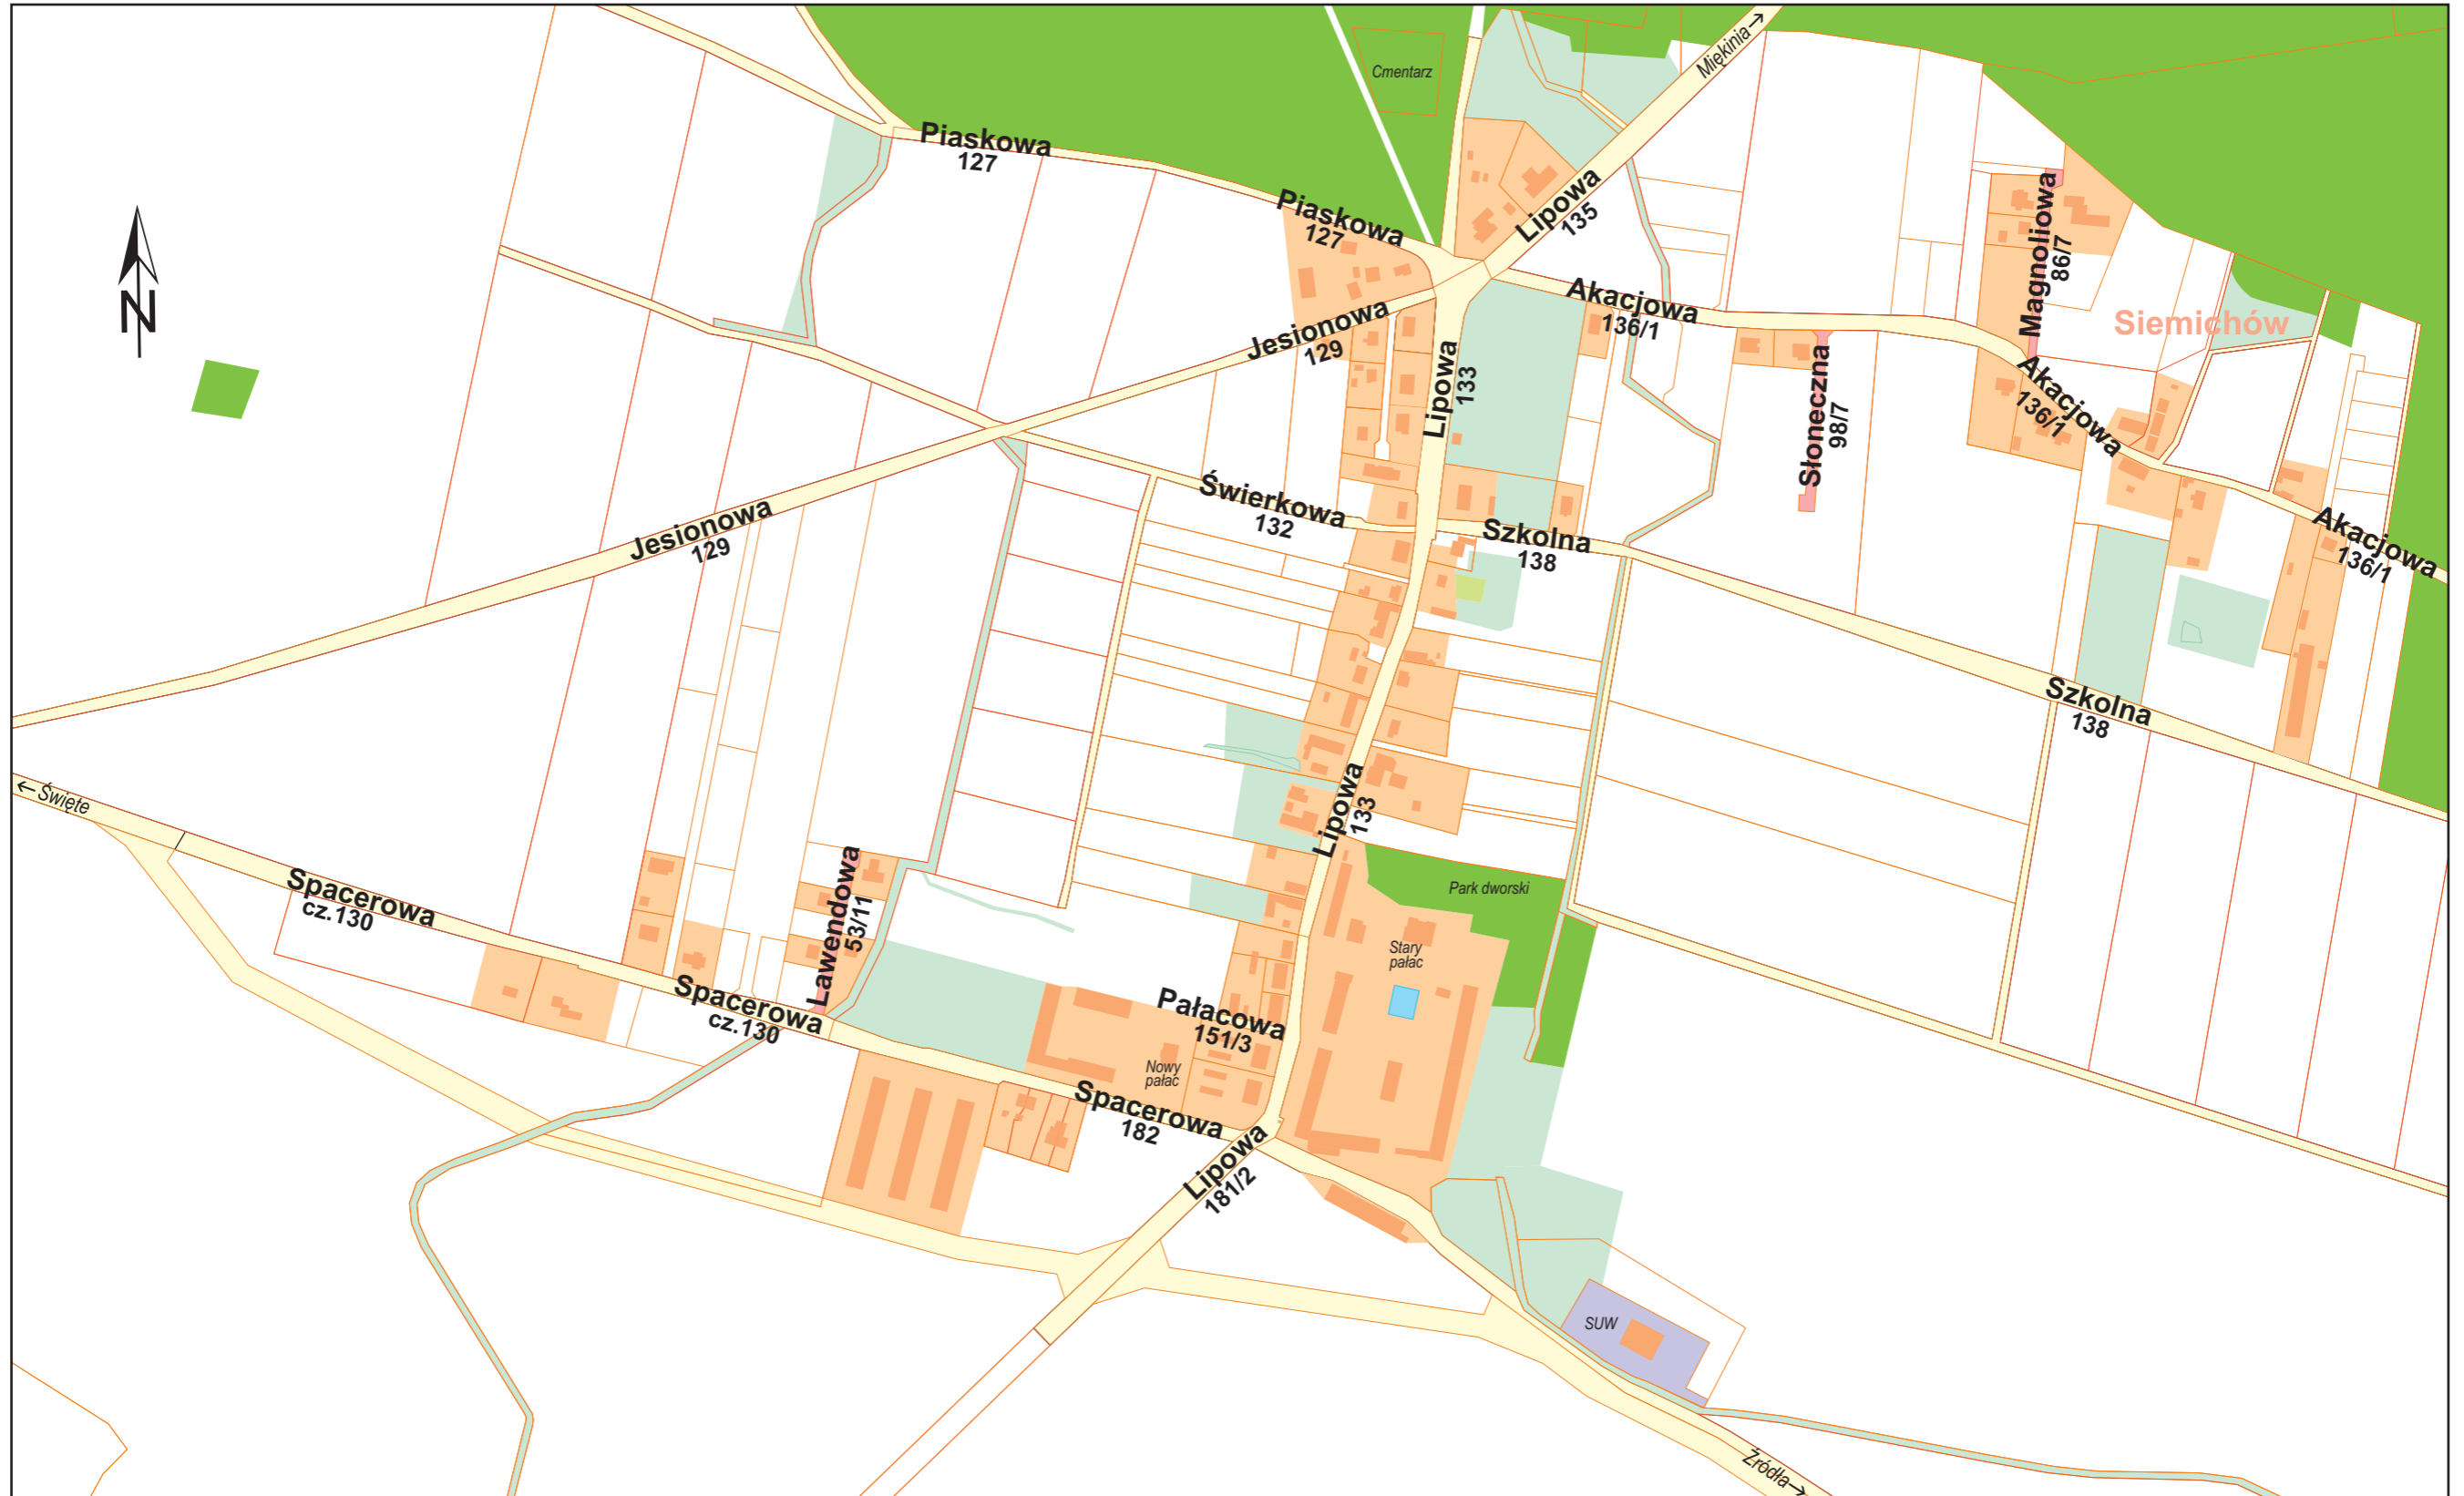 Miękinia →
Cmentarz
Piaskowa
127
Piaskowa
127
Lipowa
135
Magnoliowa
86/7
N
Akacjowa
136/1
Siemichów
Jesionowa
129
Lipowa
133
Słoneczna
98/7
Akacjowa
136/1
Świerkowa
132
Jesionowa
129
Szkolna
138
Akacjowa
136/1
Szkolna
138
← Święte
Lipowa
133
Spacerowa
cz.130
Lawendowa
53/11
Park dworski
Stary
pałac
Spacerowa
cz.130
Pałacowa
151/3
Nowy
pałac
Spacerowa
182
Lipowa
181/2
SUW
Źródła →